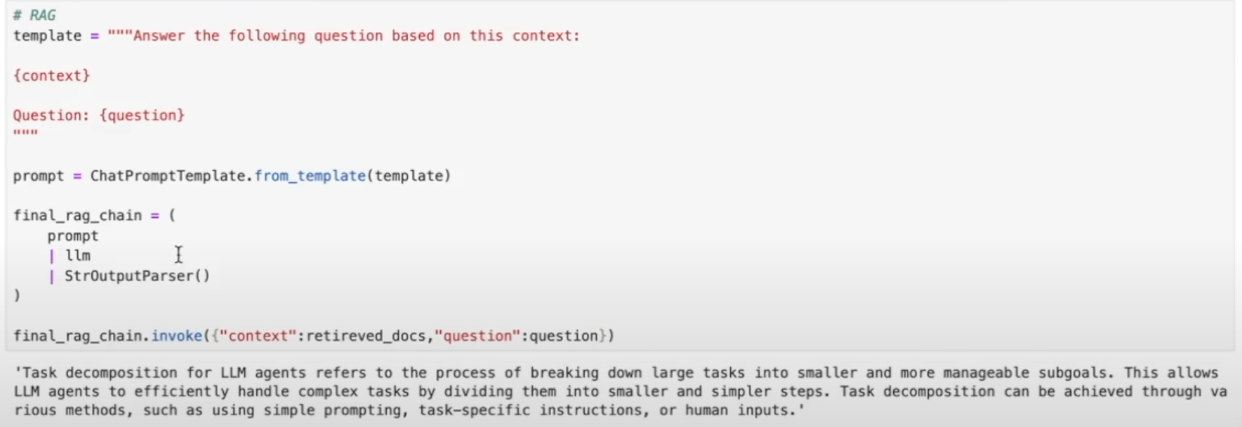 # RAG
template = """Answer the following question based on this context:
{context}
Question: {question}
"""
prompt = ChatPromptTemplate.from_template(template)
final_rag_chain = (
    prompt
    | llm
    | StrOutputParser()
)
final_rag_chain.invoke({"context":retireved_docs,"question":question})
'Task decomposition for LLM agents refers to the process of breaking down large tasks into smaller and more manageable subgoals. This allows
LLM agents to efficiently handle complex tasks by dividing them into smaller and simpler steps. Task decomposition can be achieved through va
rious methods, such as using simple prompting, task-specific instructions, or human inputs.'